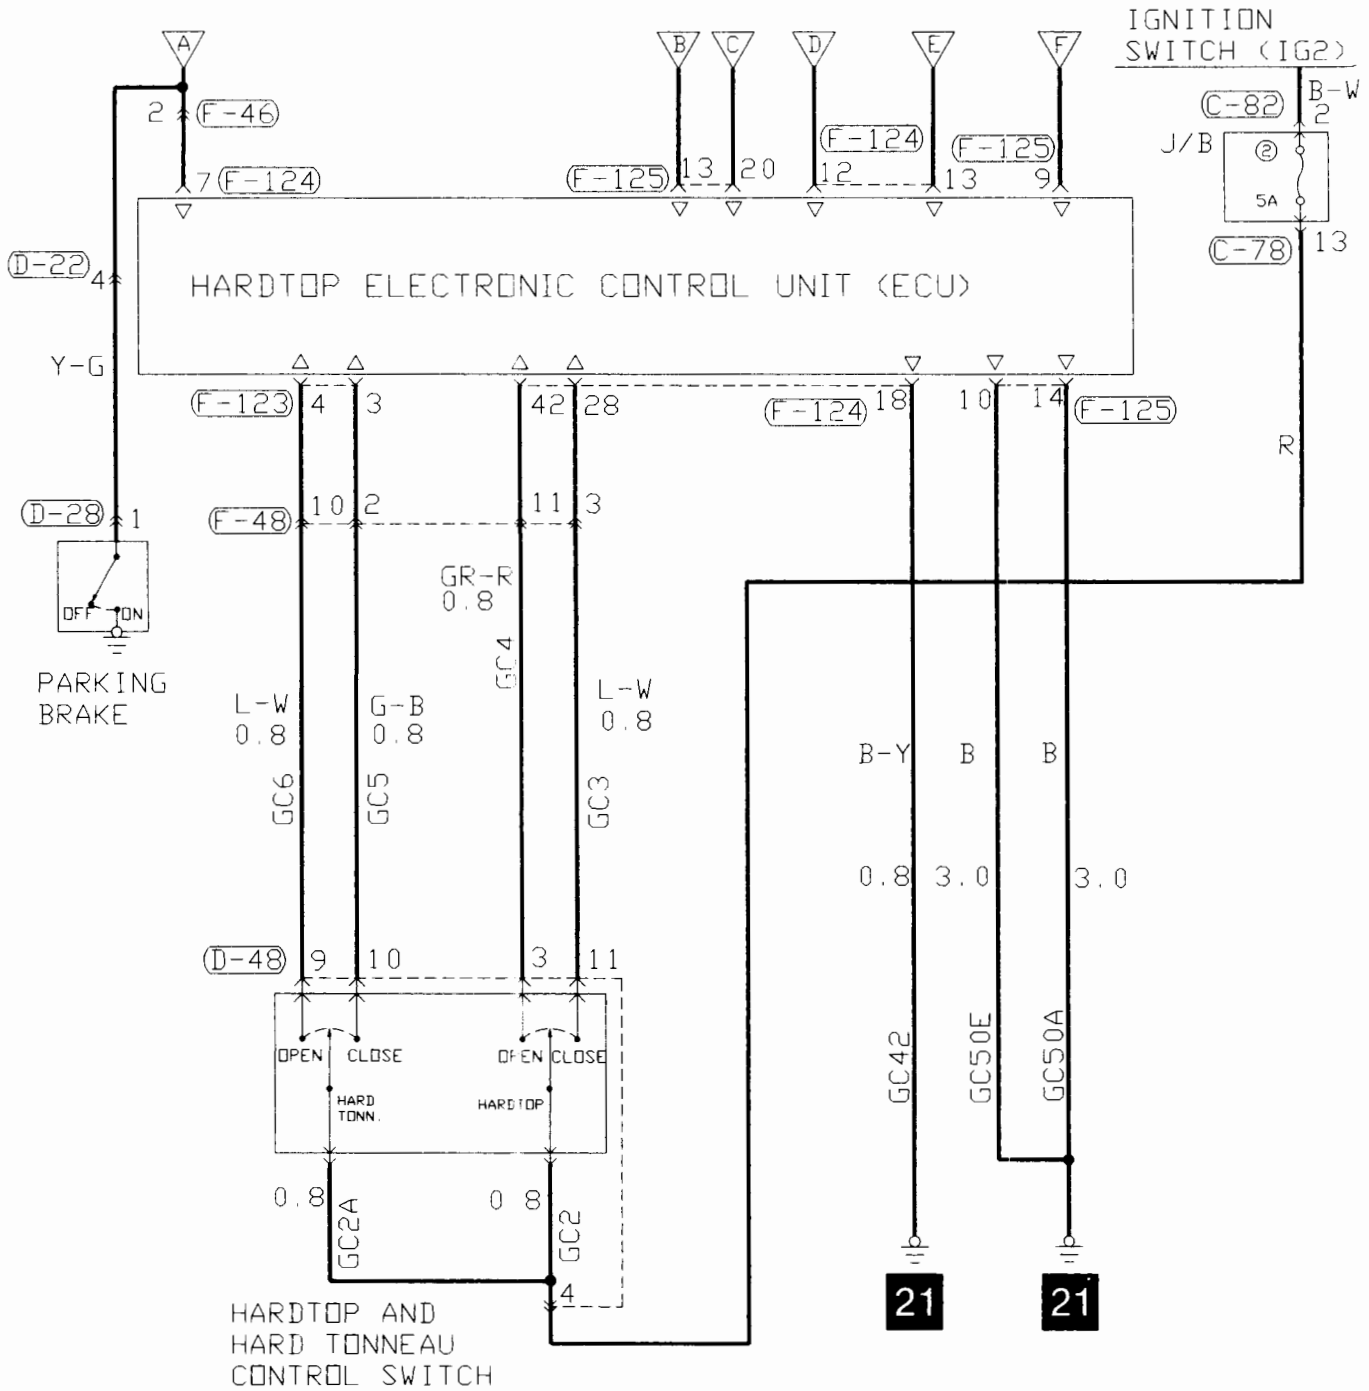 IGNITION
SWITCH (IG2)
A
B
C
D
E
F
B-W
C-82
2
2
F-46
J/B
②
5A
F-124
F-125
7
F-124
F-125
13
20
12
13
9
C-78
13
D-22
4
HARDTOP ELECTRONIC CONTROL UNIT (ECU)
Y-G
F-123
4
3
42
28
F-124
18
10
14
F-125
R
D-28
1
F-48
10
2
11
3
OFF
ON
GR-R
0.8
GC4
PARKING
BRAKE
L-W
0.8
G-B
0.8
L-W
0.8
B-Y
B
B
GC6
GC5
GC3
0.8
3.0
3.0
D-48
9
10
3
11
OPEN
CLOSE
OPEN
CLOSE
HARD
TONN.
HARDTOP
GC42
GC50E
GC50A
0.8
GC2A
0 8
GC2
4
21
21
HARDTOP AND
HARD TONNEAU
CONTROL SWITCH